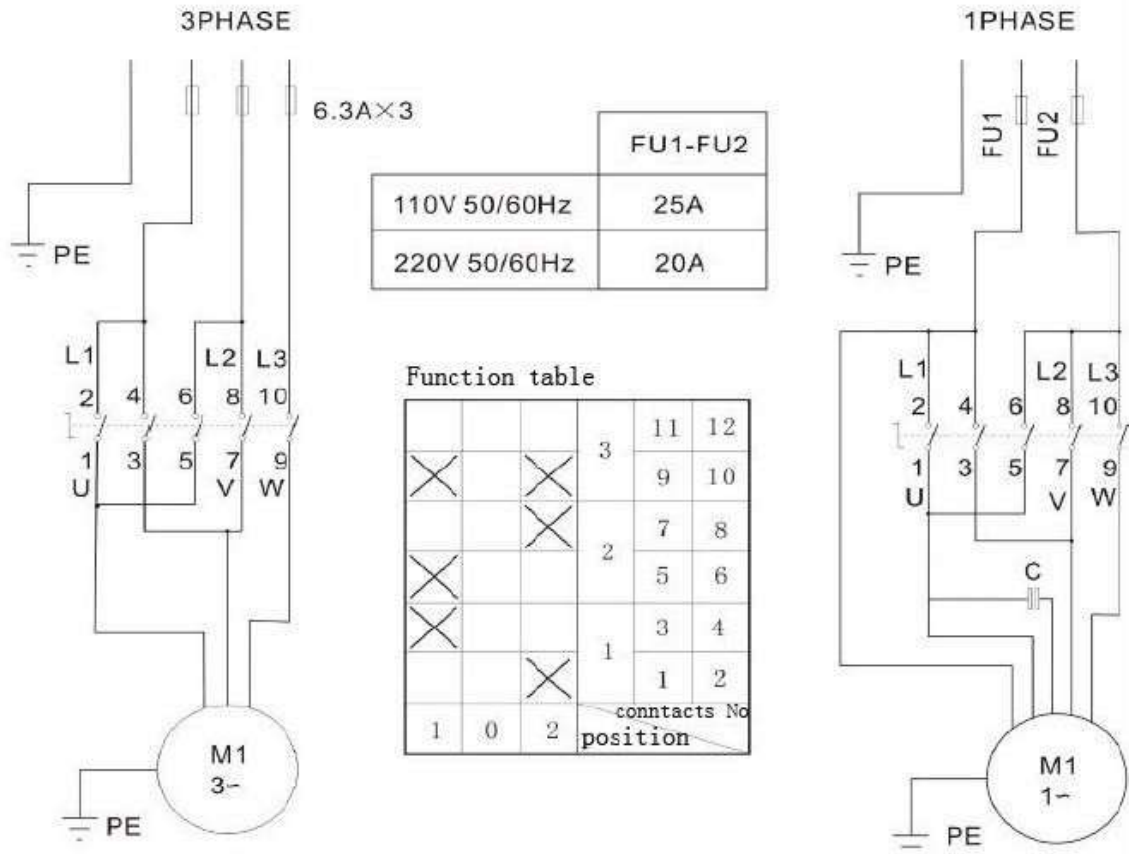 3PHASE
6.3A×3
PE
L1 L2 L3
2 4 6 8 10
1 3 5 7 9
U V W
M1
3~
PE
FU1-FU2
110V 50/60Hz 25A
220V 50/60Hz 20A
Function table
3 11 12
9 10
2 7 8
5 6
1 3 4
1 2
conntacts No
1 0 2 position
1PHASE
FU1 FU2
PE
L1 L2 L3
2 4 6 8 10
1 3 5 7 9
U V W
C
M1
1~
PE